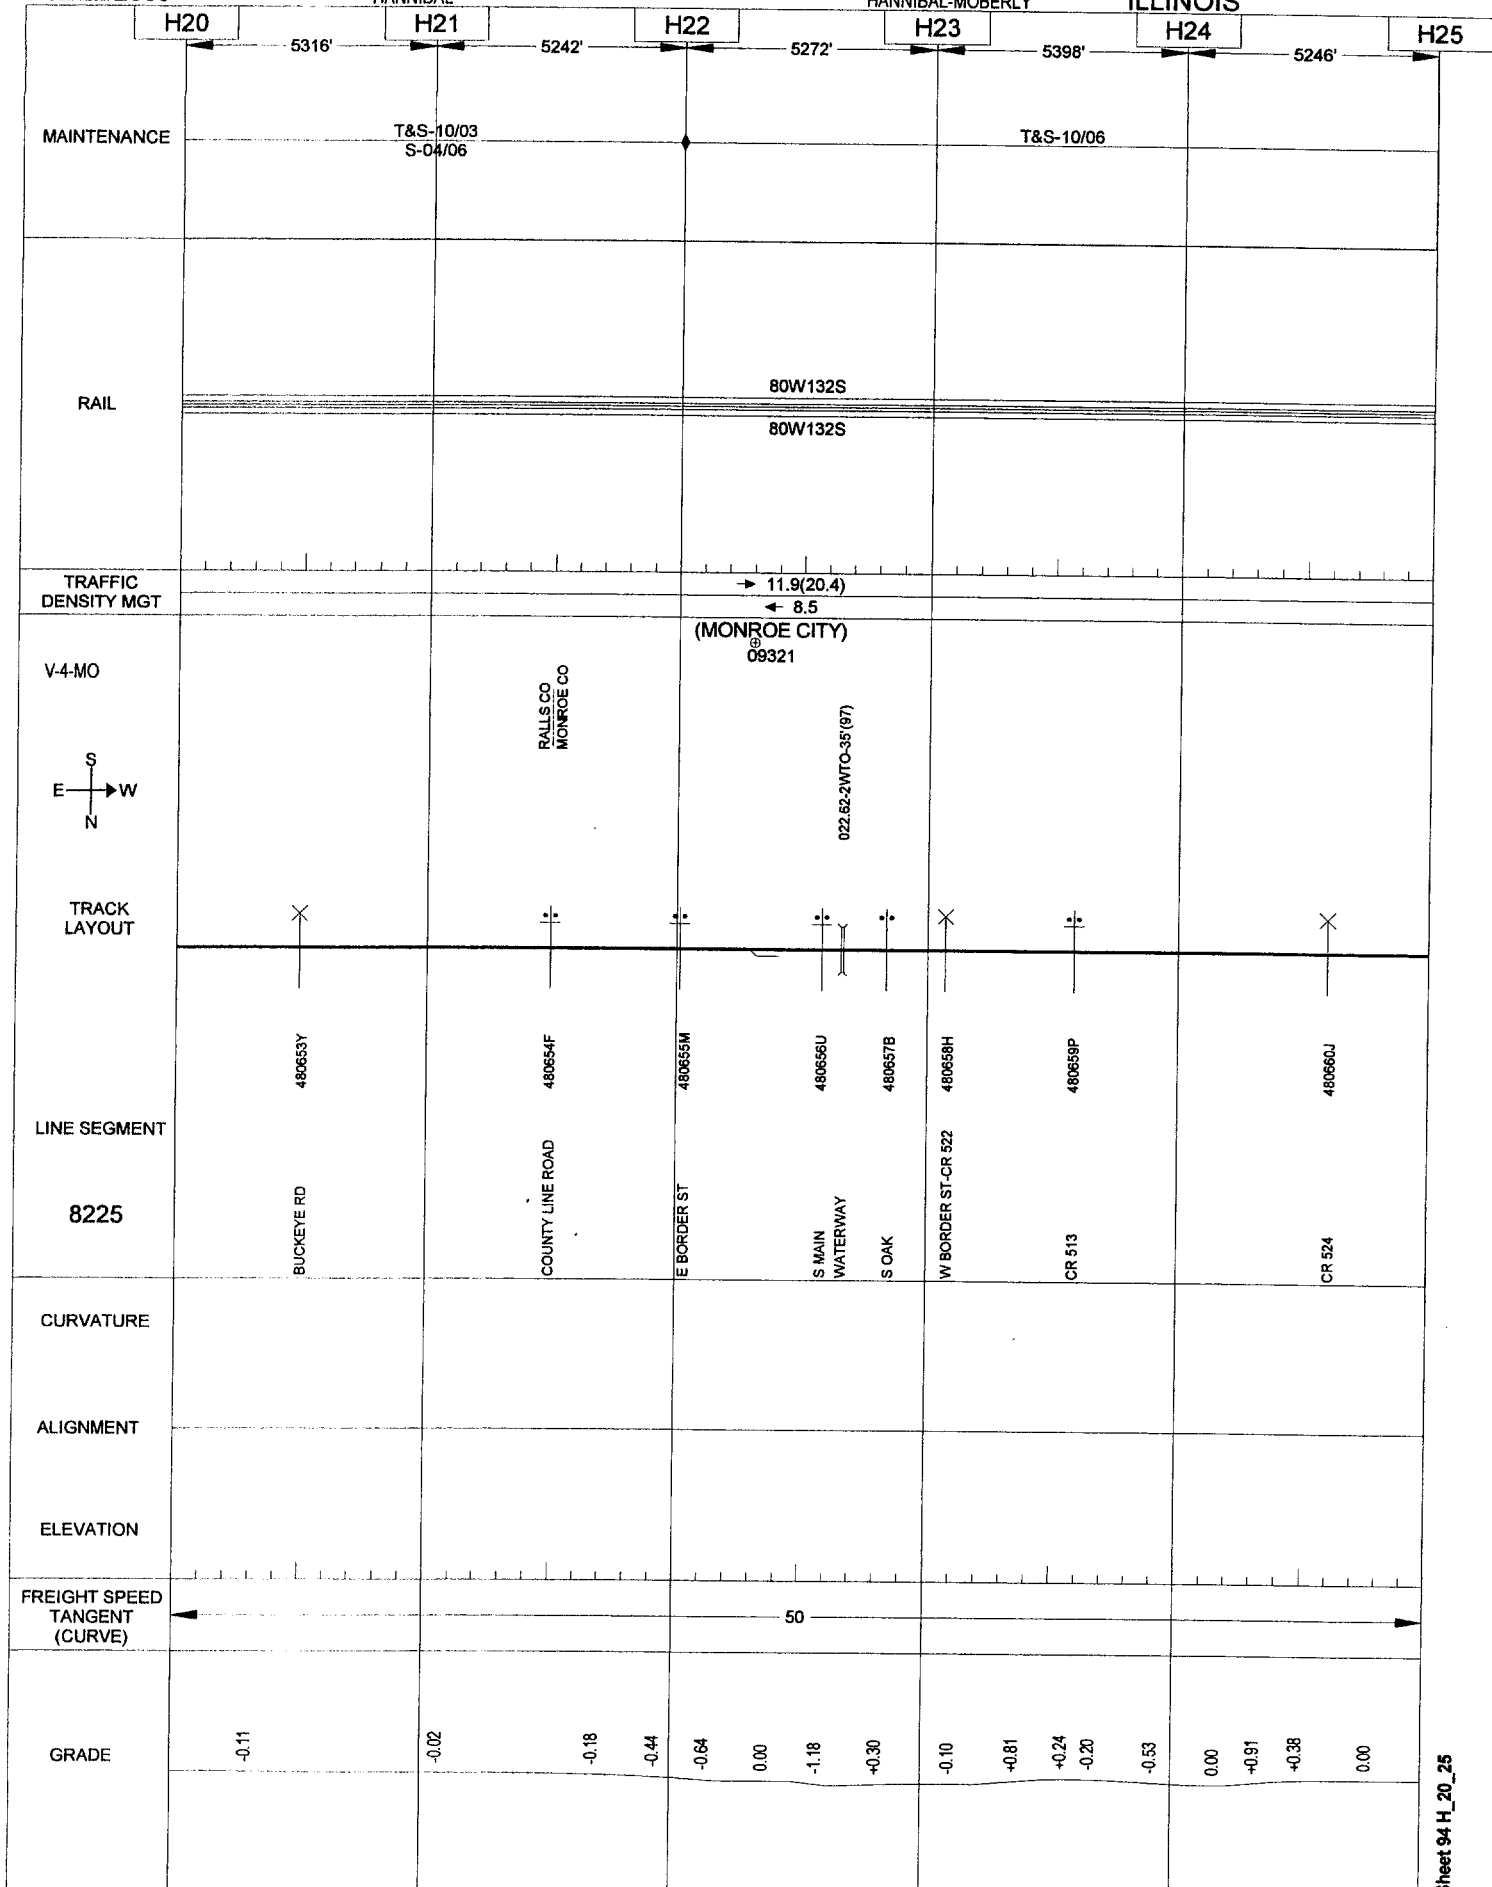 HANNIBAL
HANNIBAL-MOBERLY
ILLINOIS
H20
H21
H22
H23
H24
H25
5316'
5242'
5272'
5398'
5246'
MAINTENANCE
T&S-10/03
S-04/06
T&S-10/06
RAIL
80W132S
80W132S
TRAFFIC
DENSITY MGT
11.9(20.4)
8.5
(MONROE CITY)
09321
V-4-MO
RALLS CO
MONROE CO
022.62-2WTO-35'(97)
S
E
W
N
TRACK
LAYOUT
480653Y
480654F
480655M
480656U
480657B
480658H
480659P
480660J
LINE SEGMENT
8225
BUCKEYE RD
COUNTY LINE ROAD
E BORDER ST
S MAIN
WATERWAY
S OAK
W BORDER ST-CR 522
CR 513
CR 524
CURVATURE
ALIGNMENT
ELEVATION
FREIGHT SPEED
TANGENT
(CURVE)
50
GRADE
-0.11
-0.02
-0.18
-0.44
-0.64
0.00
-1.18
+0.30
-0.10
+0.81
+0.24
-0.20
-0.53
0.00
+0.91
+0.38
0.00
Sheet 94 H_20_25